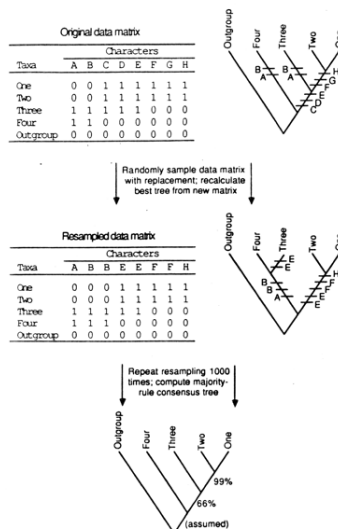 Original data matrix
Characters
Taxa A B C D E F G H
One 0 0 1 1 1 1 1 1
Two 0 0 1 1 1 1 1 1
Three 1 1 1 1 1 0 0 0
Four 1 1 0 0 0 0 0 0
Outgroup 0 0 0 0 0 0 0 0
Outgroup
Four
Three
Two
One
B
A
B
A
H
G
F
E
D
C
Randomly sample data matrix
with replacement; recalculate
best tree from new matrix
Resampled data matrix
Characters
Taxa A B B E E F F H
One 0 0 0 1 1 1 1 1
Two 0 0 0 1 1 1 1 1
Three 1 1 1 1 1 0 0 0
Four 1 1 1 0 0 0 0 0
Outgroup 0 0 0 0 0 0 0 0
Outgroup
Four
Three
Two
One
E
E
B
B
A
H
F
F
E
E
Repeat resampling 1000
times; compute majority-
rule consensus tree
Outgroup
Four
Three
Two
One
99%
66%
(assumed)